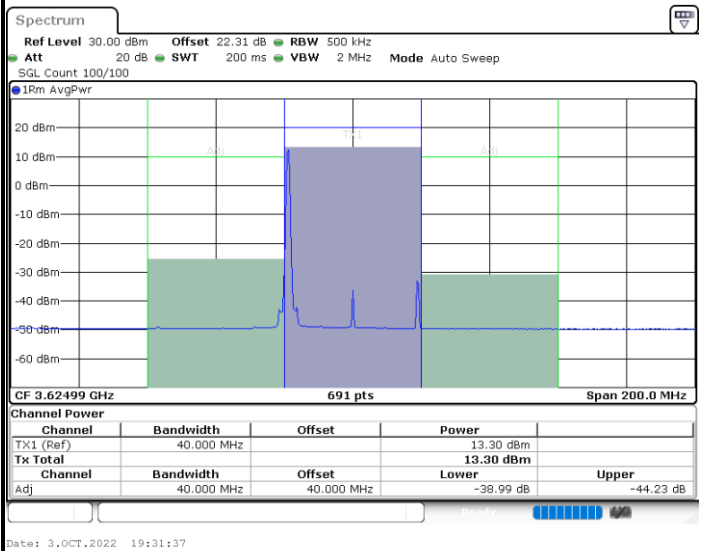 Spectrum
Ref Level 30.00 dBm Offset 22.31 dB RBW 500 kHz
Att 20 dB SWT 200 ms VBW 2 MHz Mode Auto Sweep
SGL Count 100/100
1Rm AvgPwr
TX1
20 dBm
Adj Adj
10 dBm
0 dBm
-10 dBm
-20 dBm
-30 dBm
-40 dBm
-50 dBm
-60 dBm
CF 3.62499 GHz 691 pts Span 200.0 MHz
Channel Power
Channel Bandwidth Offset Power
TX1 (Ref) 40.000 MHz 13.30 dBm
Tx Total 13.30 dBm
Channel Bandwidth Offset Lower Upper
Adj 40.000 MHz 40.000 MHz -38.99 dB -44.23 dB
Ready
Date: 3.OCT.2022 19:31:37